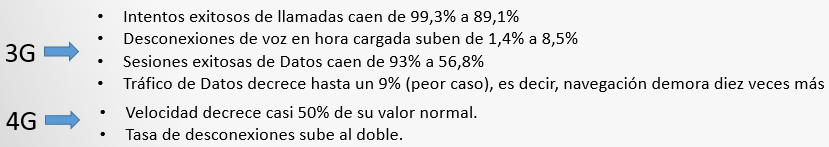 3G
• Intentos exitosos de llamadas caen de 99,3% a 89,1%
• Desconexiones de voz en hora cargada suben de 1,4% a 8,5%
• Sesiones exitosas de Datos caen de 93% a 56,8%
• Tráfico de Datos decrece hasta un 9% (peor caso), es decir, navegación demora diez veces más
4G
• Velocidad decrece casi 50% de su valor normal.
• Tasa de desconexiones sube al doble.